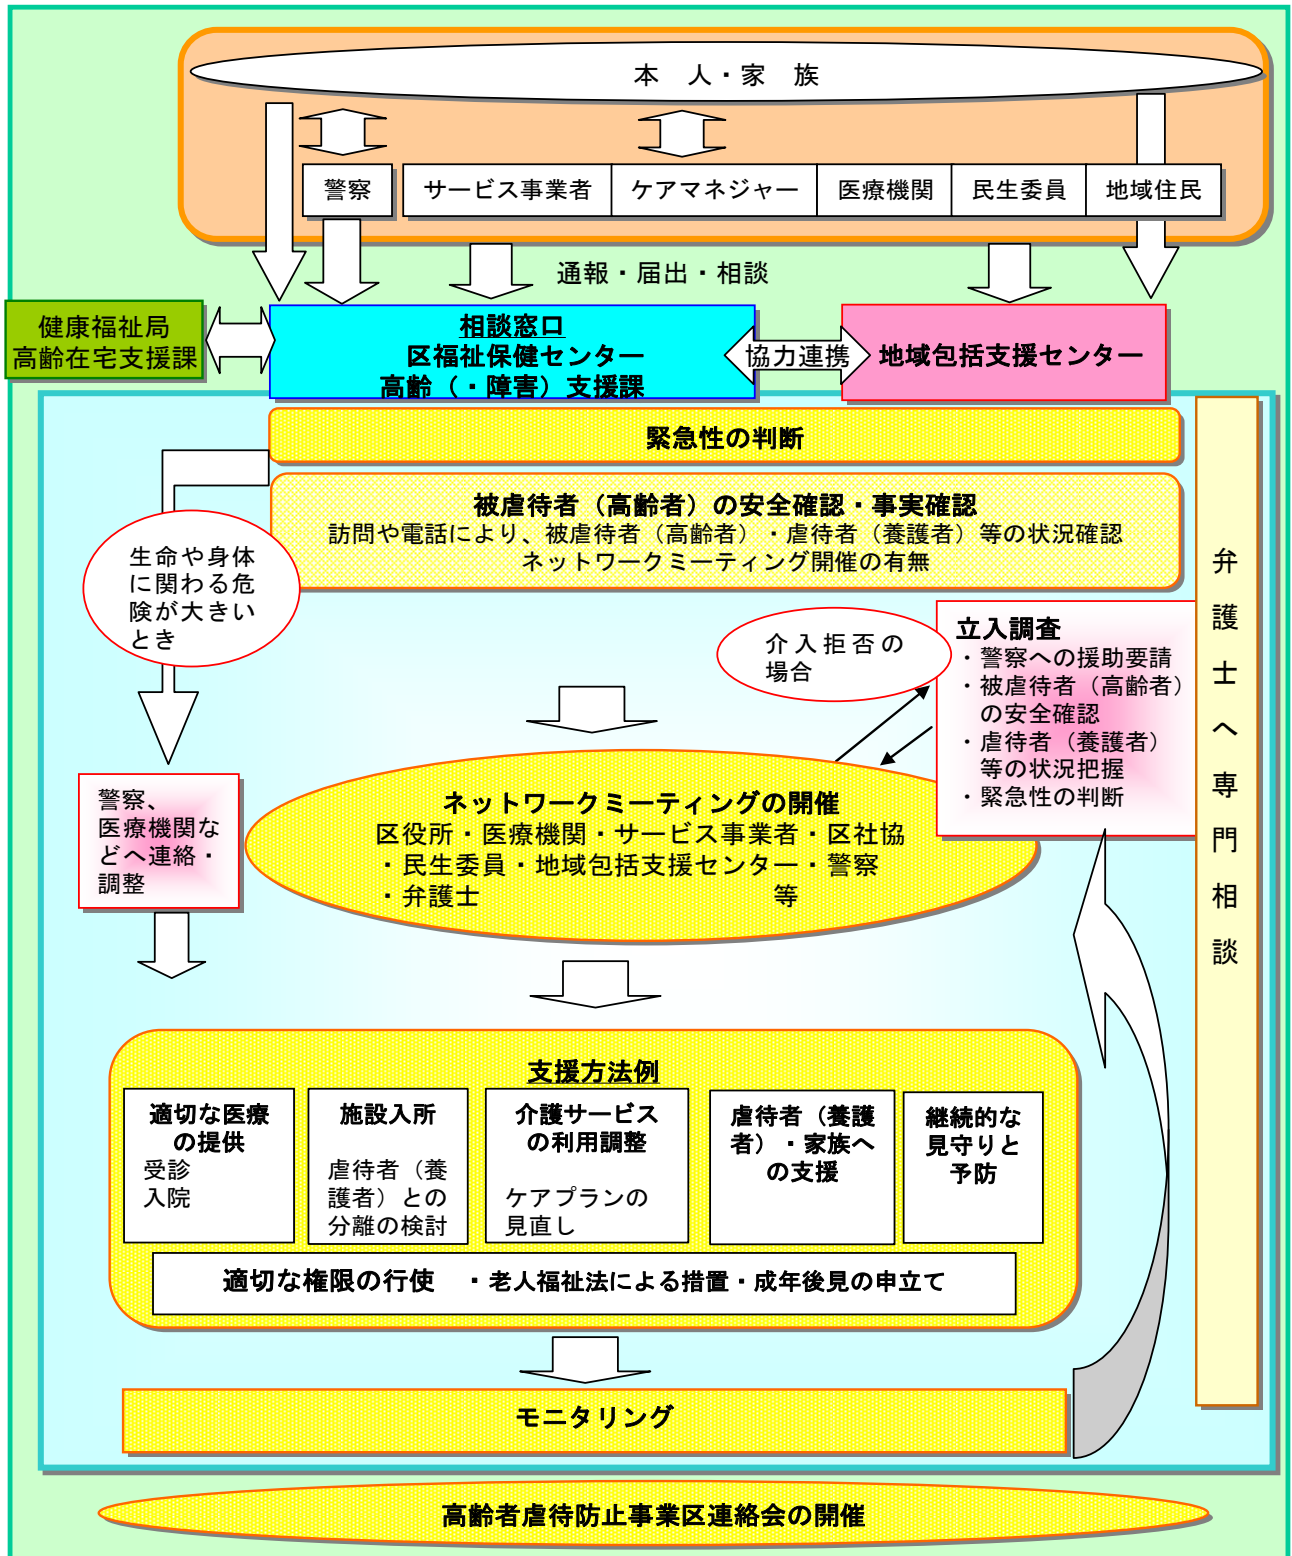 本　人・家　族
警察
サービス事業者
ケアマネジャー
医療機関
民生委員
地域住民
通報・届出・相談
健康福祉局
高齢在宅支援課
相談窓口
区福祉保健センター
高齢（・障害）支援課
協力連携
地域包括支援センター
緊急性の判断
被虐待者（高齢者）の安全確認・事実確認
訪問や電話により、被虐待者（高齢者）・虐待者（養護者）等の状況確認
ネットワークミーティング開催の有無
生命や身体
に関わる危
険が大きい
とき
介入拒否の
場合
立入調査
・警察への援助要請
・被虐待者（高齢者）
の安全確認
・虐待者（養護者）
等の状況把握
・緊急性の判断
弁護士へ専門相談
警察、
医療機関な
どへ連絡・
調整
ネットワークミーティングの開催
区役所・医療機関・サービス事業者・区社協
・民生委員・地域包括支援センター・警察
・弁護士　　　　　　　　　　　等
支援方法例
適切な医療
の提供
受診
入院
施設入所
虐待者（養
護者）との
分離の検討
介護サービス
の利用調整
ケアプランの
見直し
虐待者（養護
者）・家族へ
の支援
継続的な
見守りと
予防
適切な権限の行使　・老人福祉法による措置・成年後見の申立て
モニタリング
高齢者虐待防止事業区連絡会の開催